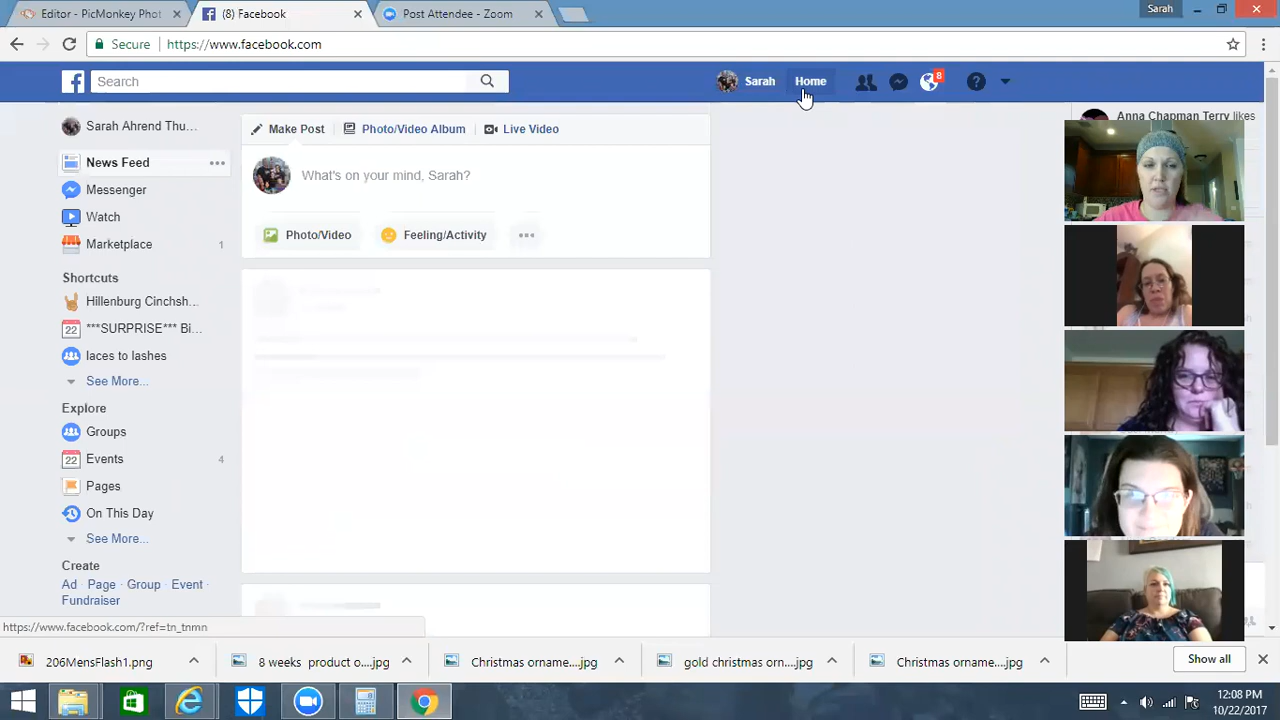 Editor - PicMonkey Phot
(8) Facebook
Post Attendee - Zoom
Sarah
Secure
https://www.facebook.com
Search
Sarah
Home
8
Sarah Ahrend Thu...
News Feed
Messenger
Watch
Marketplace
1
Shortcuts
Hillenburg Cinchsh...
22
***SURPRISE*** Bi...
laces to lashes
See More...
Explore
Groups
22
Events
4
Pages
On This Day
See More...
Create
Ad · Page · Group · Event ·
Fundraiser
Make Post
Photo/Video Album
Live Video
What's on your mind, Sarah?
Photo/Video
Feeling/Activity
Anna Chapman Terry likes
https://www.facebook.com/?ref=tn_tnmn
206MensFlash1.png
8 weeks product o....jpg
Christmas orname....jpg
gold christmas orn....jpg
Christmas orname....jpg
Show all
12:08 PM
10/22/2017